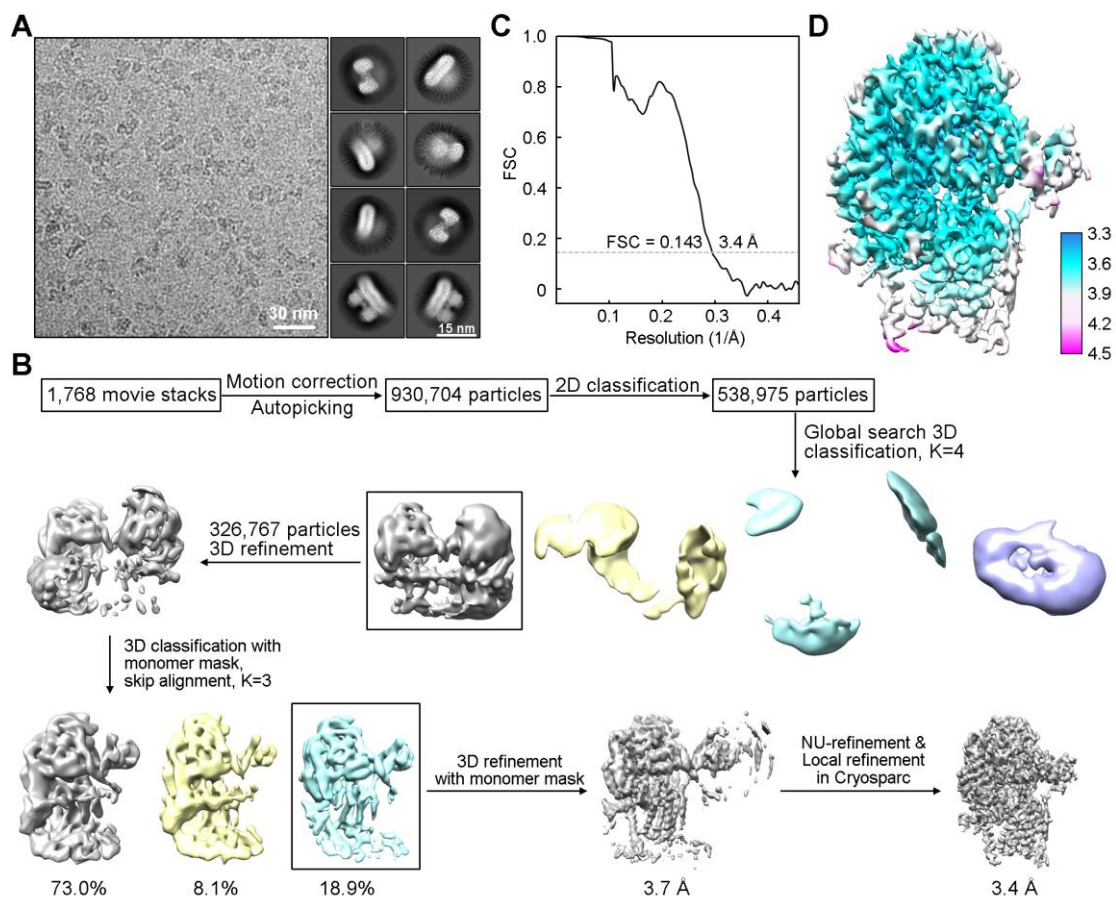 A
30 nm
15 nm
C
1.0
0.8
0.6
0.4
0.2
0
FSC
FSC = 0.143
3.4 Å
0
0.1
0.2
0.3
0.4
Resolution (1/Å)
D
3.3
3.6
3.9
4.2
4.5
B
1,768 movie stacks
Motion correction
Autopicking
930,704 particles
2D classification
538,975 particles
Global search 3D
classification, K=4
326,767 particles
3D refinement
3D classification with
monomer mask,
skip alignment, K=3
73.0%
8.1%
18.9%
3D refinement
with monomer mask
3.7 Å
NU-refinement &
Local refinement
in Cryosparc
3.4 Å